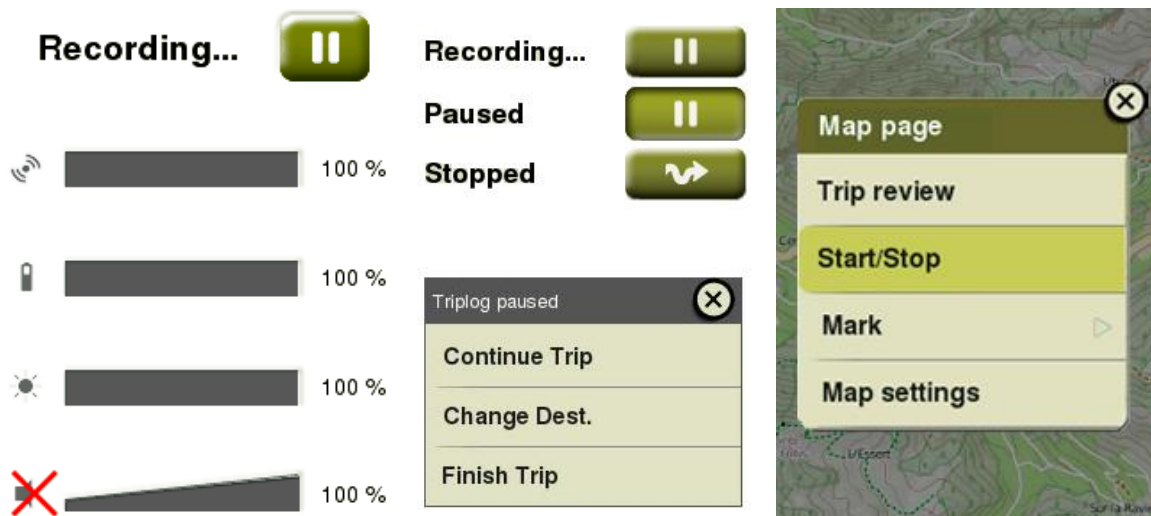 Recording...
100 %
100 %
100 %
100 %
Recording...
Paused
Stopped
Triplog paused
Continue Trip
Change Dest.
Finish Trip
Map page
Trip review
Start/Stop
Mark
Map settings
L'Essert